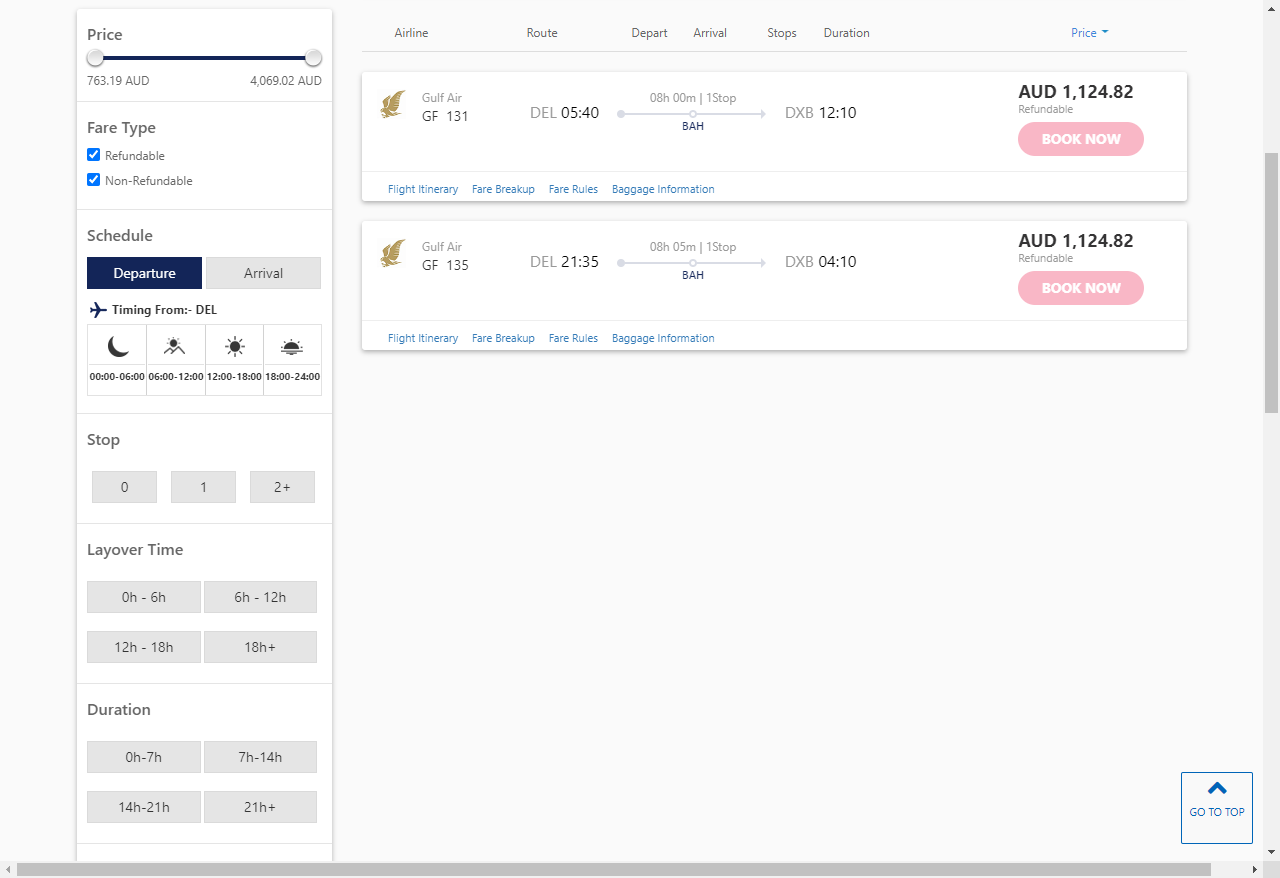 Price
763.19 AUD 4,069.02 AUD
Fare Type
Refundable
Non-Refundable
Schedule
Departure Arrival
Timing From:- DEL
00:00-06:00 06:00-12:00 12:00-18:00 18:00-24:00
Stop
0 1 2+
Layover Time
0h - 6h 6h - 12h
12h - 18h 18h+
Duration
0h-7h 7h-14h
14h-21h 21h+
Airline Route Depart Arrival Stops Duration Price
Gulf Air
GF 131
DEL 05:40
08h 00m | 1Stop
BAH
DXB 12:10
AUD 1,124.82
Refundable
BOOK NOW
Flight Itinerary Fare Breakup Fare Rules Baggage Information
Gulf Air
GF 135
DEL 21:35
08h 05m | 1Stop
BAH
DXB 04:10
AUD 1,124.82
Refundable
BOOK NOW
Flight Itinerary Fare Breakup Fare Rules Baggage Information
GO TO TOP